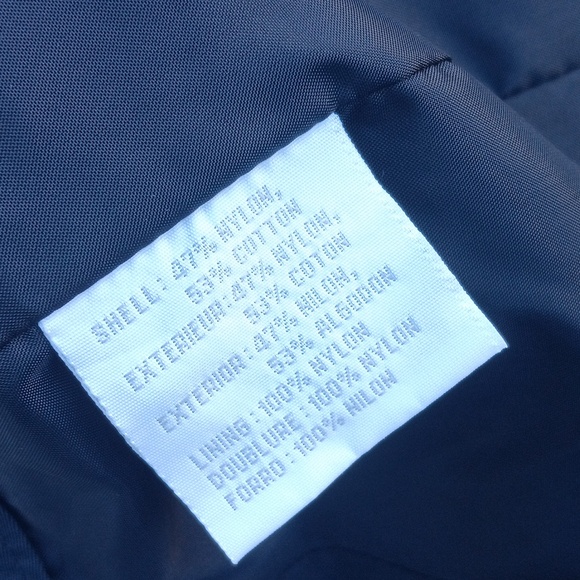 SHELL: 47% NYLON,
53% COTTON
EXTERIEUR: 47% NYLON,
53% COTON
EXTERIOR: 47% NILON,
53% ALGODON
LINING: 100% NYLON
DOUBLURE: 100% NYLON
FORRO: 100% NILON